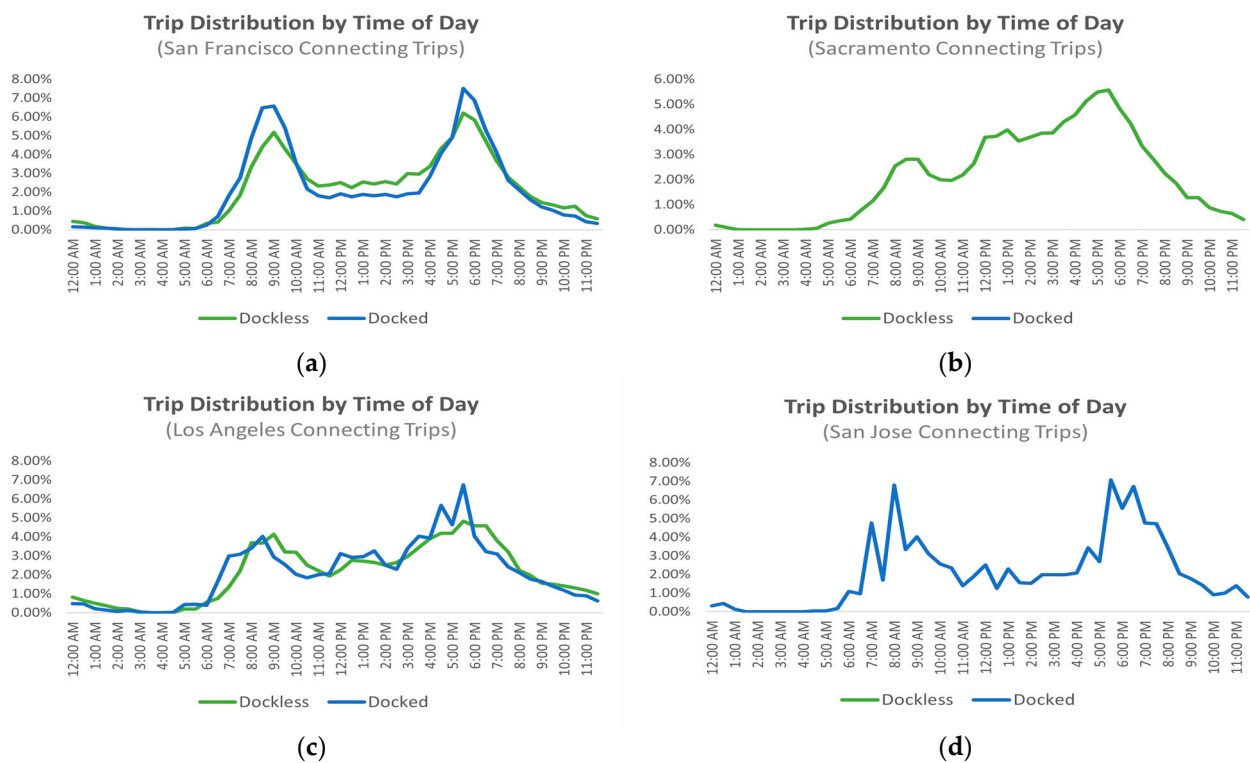 Trip Distribution by Time of Day
(San Francisco Connecting Trips)
8.00%
7.00%
6.00%
5.00%
4.00%
3.00%
2.00%
1.00%
0.00%
12:00 AM
1:00 AM
2:00 AM
3:00 AM
4:00 AM
5:00 AM
6:00 AM
7:00 AM
8:00 AM
9:00 AM
10:00 AM
11:00 AM
12:00 PM
1:00 PM
2:00 PM
3:00 PM
4:00 PM
5:00 PM
6:00 PM
7:00 PM
8:00 PM
9:00 PM
10:00 PM
11:00 PM
Dockless Docked
(a)
Trip Distribution by Time of Day
(Sacramento Connecting Trips)
6.00%
5.00%
4.00%
3.00%
2.00%
1.00%
0.00%
12:00 AM
1:00 AM
2:00 AM
3:00 AM
4:00 AM
5:00 AM
6:00 AM
7:00 AM
8:00 AM
9:00 AM
10:00 AM
11:00 AM
12:00 PM
1:00 PM
2:00 PM
3:00 PM
4:00 PM
5:00 PM
6:00 PM
7:00 PM
8:00 PM
9:00 PM
10:00 PM
11:00 PM
Dockless Docked
(b)
Trip Distribution by Time of Day
(Los Angeles Connecting Trips)
8.00%
7.00%
6.00%
5.00%
4.00%
3.00%
2.00%
1.00%
0.00%
12:00 AM
1:00 AM
2:00 AM
3:00 AM
4:00 AM
5:00 AM
6:00 AM
7:00 AM
8:00 AM
9:00 AM
10:00 AM
11:00 AM
12:00 PM
1:00 PM
2:00 PM
3:00 PM
4:00 PM
5:00 PM
6:00 PM
7:00 PM
8:00 PM
9:00 PM
10:00 PM
11:00 PM
Dockless Docked
(c)
Trip Distribution by Time of Day
(San Jose Connecting Trips)
8.00%
7.00%
6.00%
5.00%
4.00%
3.00%
2.00%
1.00%
0.00%
12:00 AM
1:00 AM
2:00 AM
3:00 AM
4:00 AM
5:00 AM
6:00 AM
7:00 AM
8:00 AM
9:00 AM
10:00 AM
11:00 AM
12:00 PM
1:00 PM
2:00 PM
3:00 PM
4:00 PM
5:00 PM
6:00 PM
7:00 PM
8:00 PM
9:00 PM
10:00 PM
11:00 PM
Dockless Docked
(d)